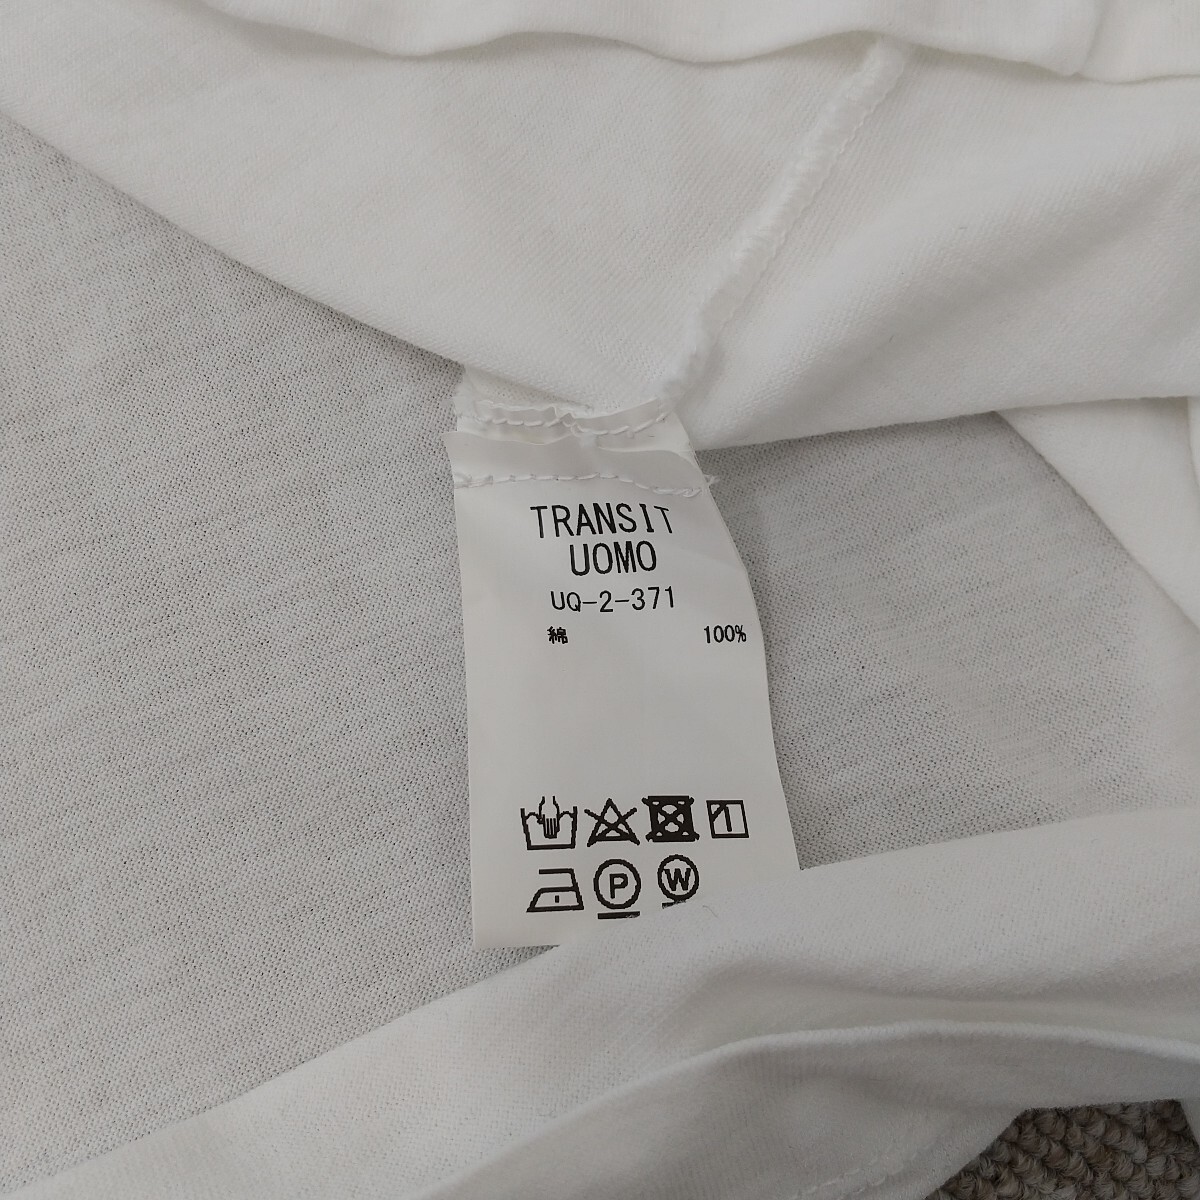 TRANSIT
UOMO
UQ-2-371
綿 100%
P W